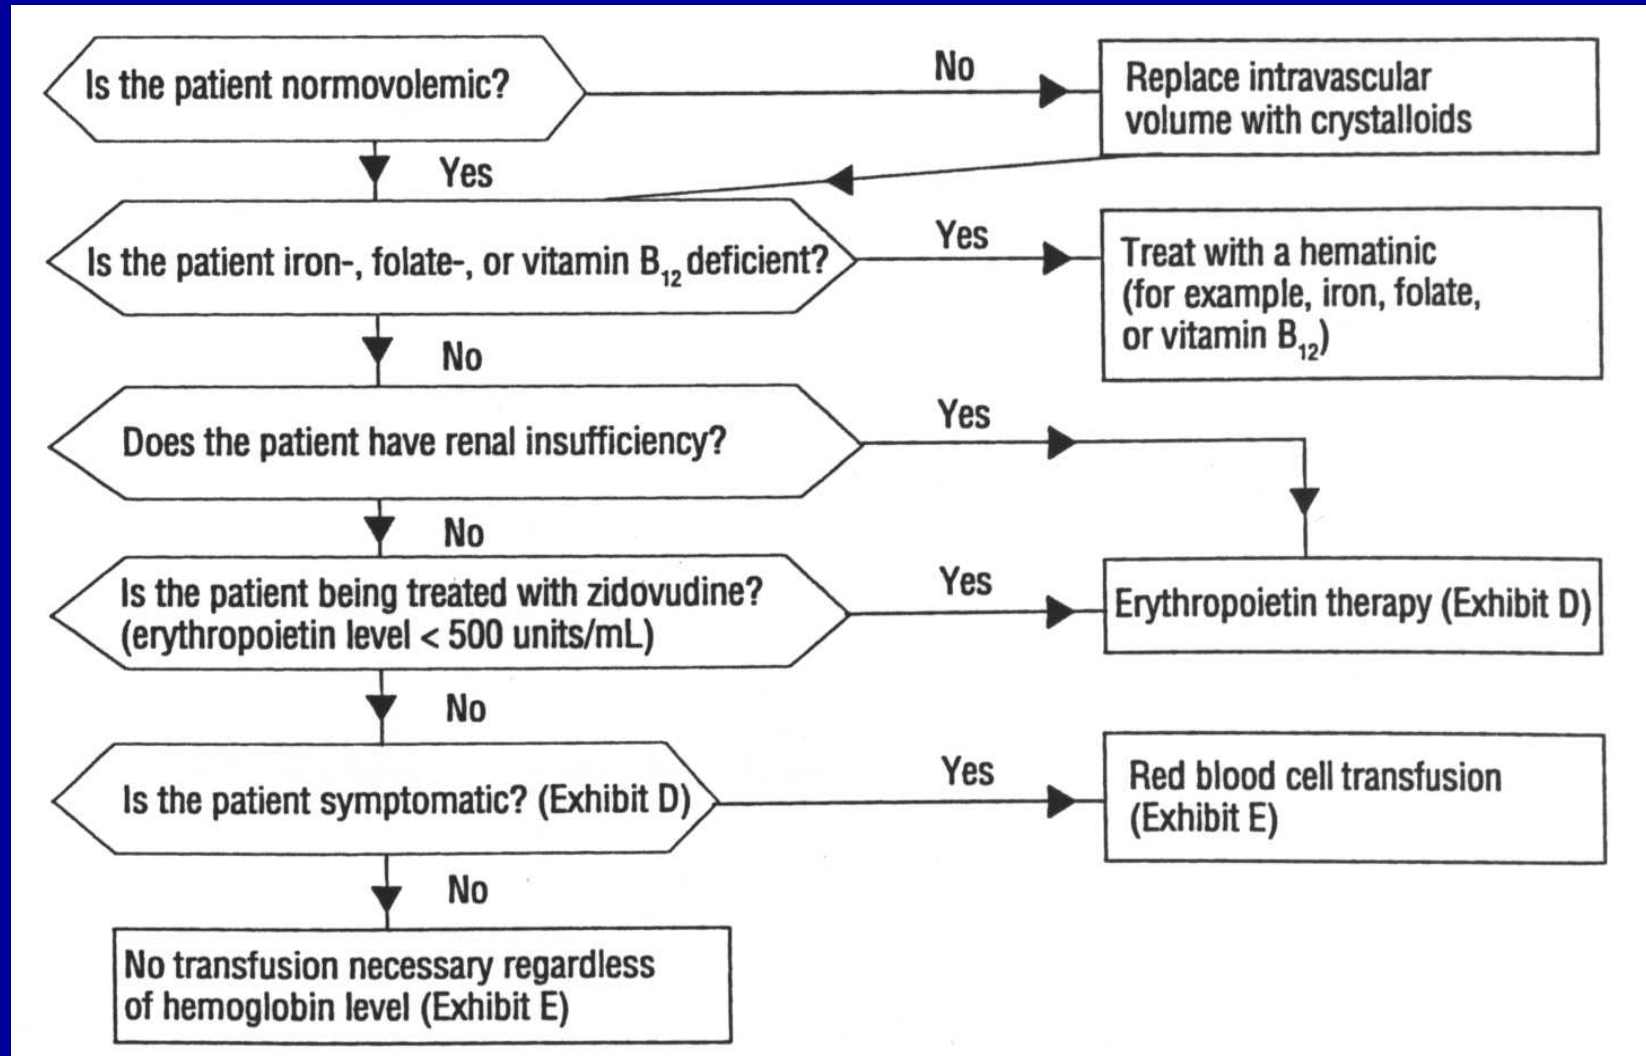 Is the patient normovolemic?
No
Replace intravascular
volume with crystalloids
Yes
Is the patient iron-, folate-, or vitamin B₁₂ deficient?
Yes
Treat with a hematinic
(for example, iron, folate,
or vitamin B₁₂)
No
Does the patient have renal insufficiency?
Yes
No
Is the patient being treated with zidovudine?
(erythropoietin level < 500 units/mL)
Yes
Erythropoietin therapy (Exhibit D)
No
Is the patient symptomatic? (Exhibit D)
Yes
Red blood cell transfusion
(Exhibit E)
No
No transfusion necessary regardless
of hemoglobin level (Exhibit E)